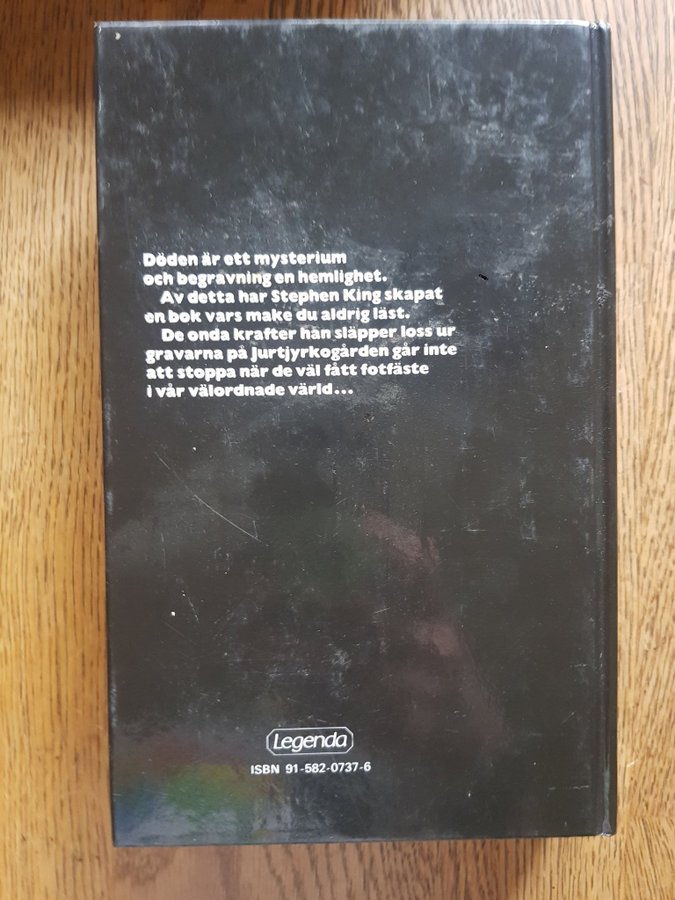 Döden är ett mysterium
och begravning en hemlighet.
Av detta har Stephen King skapat
en bok vars make du aldrig läst.
De onda krafter han släpper loss ur
gravarna på Jurtjyrkogården går inte
att stoppa när de väl fått fotfäste
i vår välordnade värld...
Legenda
ISBN 91-582-0737-6